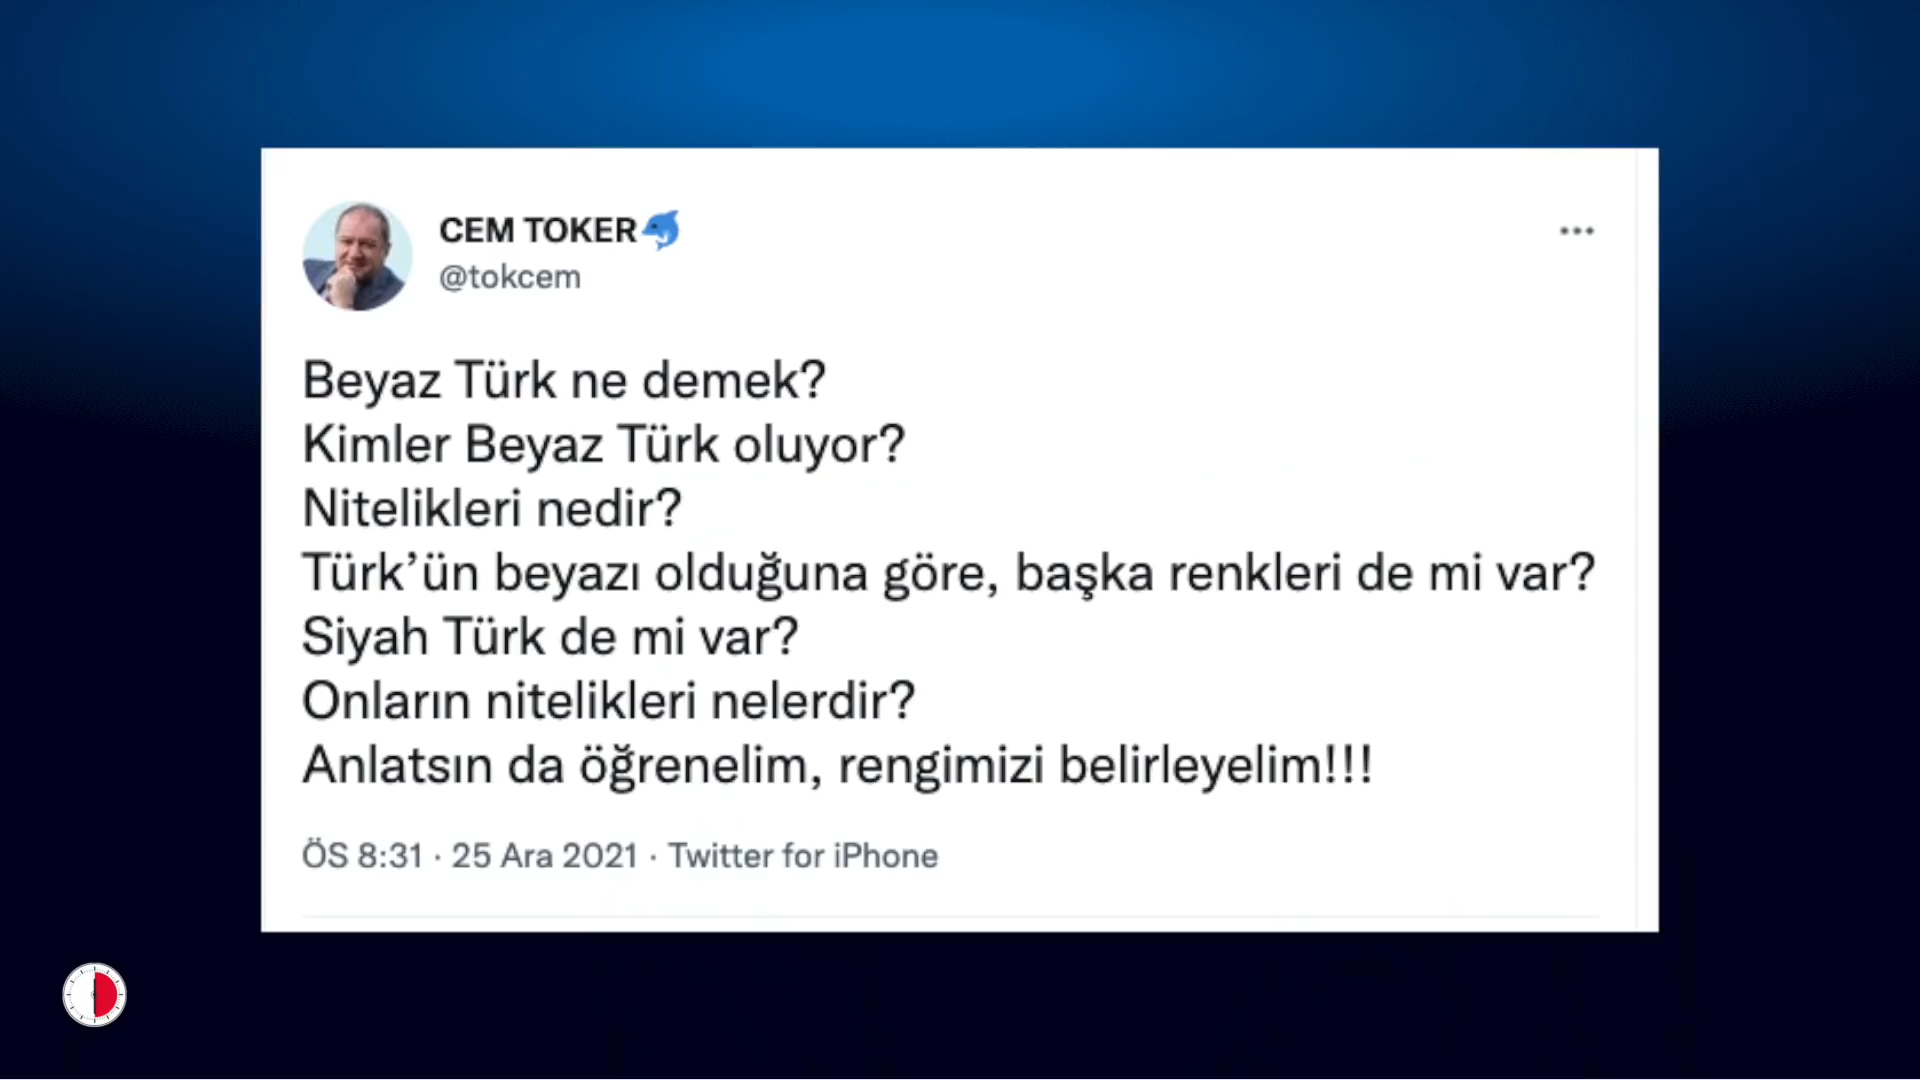 CEM TOKER🐬
@tokcem
Beyaz Türk ne demek?
Kimler Beyaz Türk oluyor?
Nitelikleri nedir?
Türk’ün beyazı olduğuna göre, başka renkleri de mi var?
Siyah Türk de mi var?
Onların nitelikleri nelerdir?
Anlatsın da öğrenelim, rengimizi belirleyelim!!!
ÖS 8:31 · 25 Ara 2021 · Twitter for iPhone